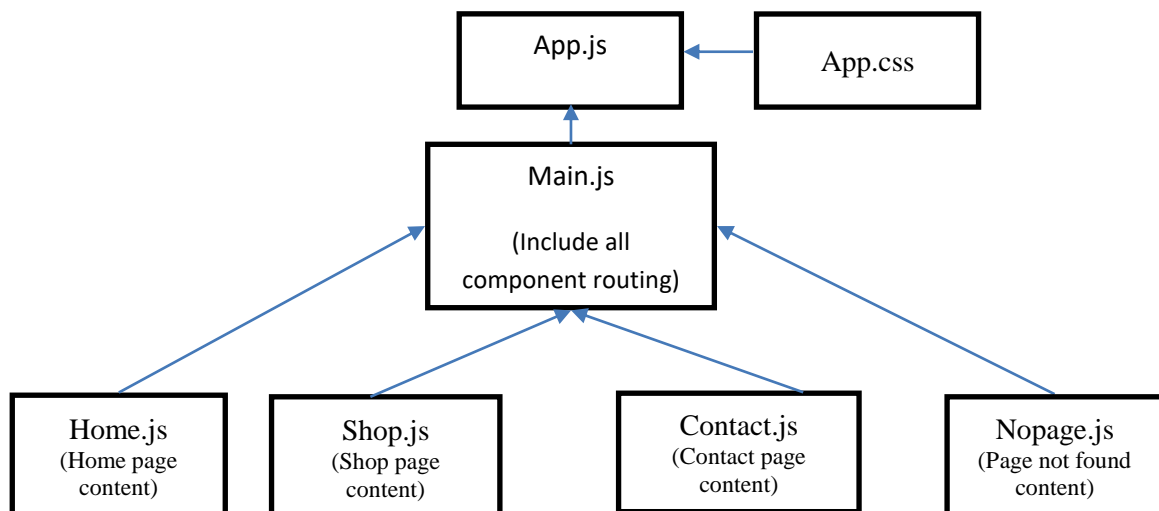 App.js
App.css
Main.js
(Include all
component routing)
Home.js
(Home page
content)
Shop.js
(Shop page
content)
Contact.js
(Contact page
content)
Nopage.js
(Page not found
content)